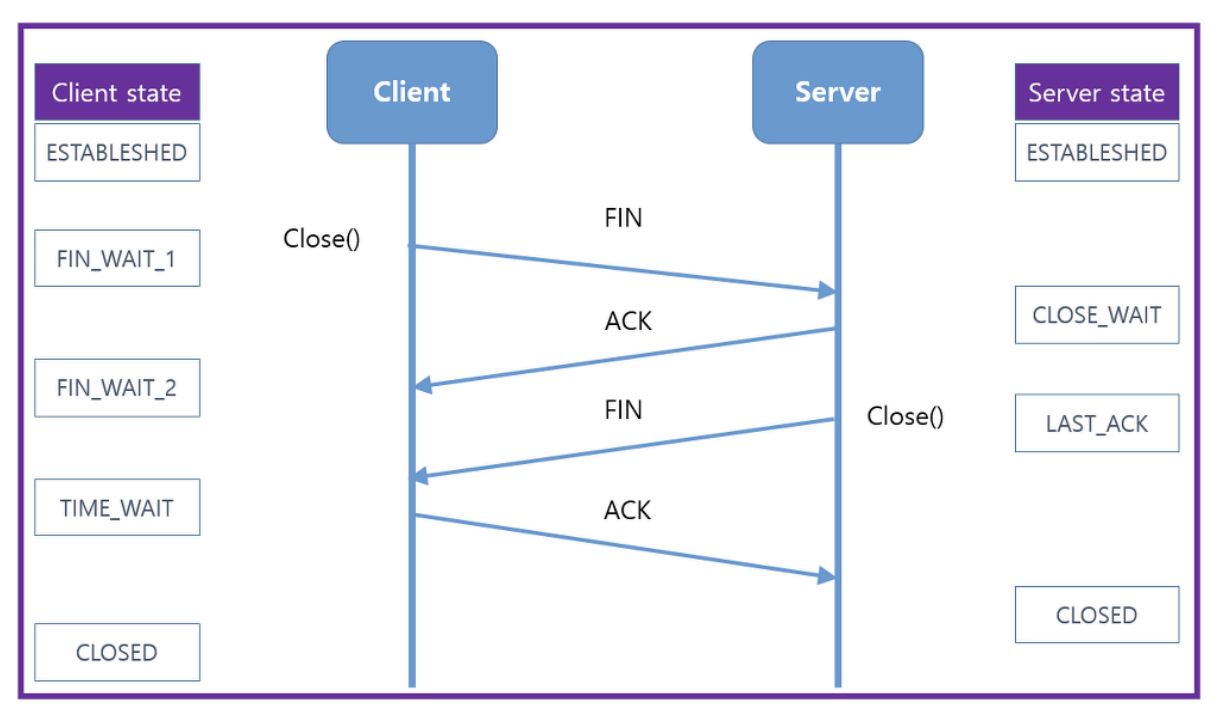 Client
Server
Client state
Server state
ESTABLESHED
ESTABLESHED
FIN
Close()
FIN_WAIT_1
ACK
CLOSE_WAIT
FIN_WAIT_2
FIN
Close()
LAST_ACK
TIME_WAIT
ACK
CLOSED
CLOSED